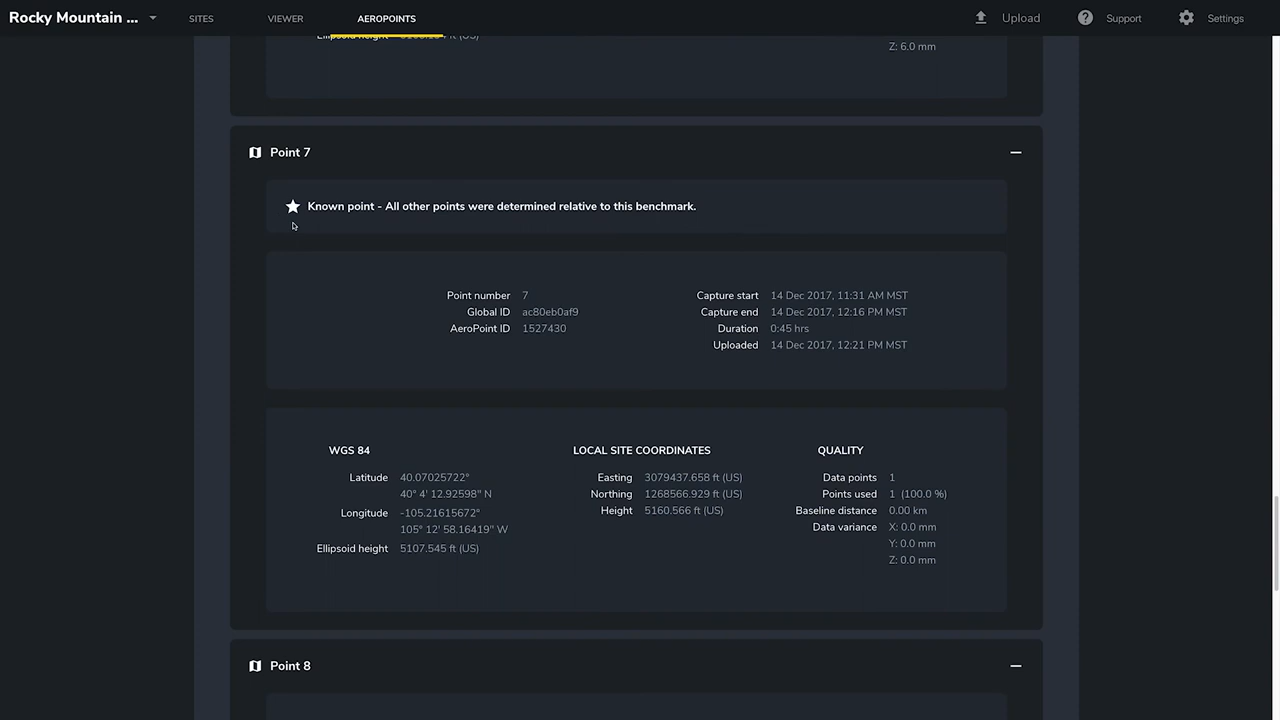 Rocky Mountain ... SITES VIEWER AEROPOINTS Upload Support Settings
Ellipsoid height ft (US)
Z: 6.0 mm
Point 7
Known point - All other points were determined relative to this benchmark.
Point number 7
Global ID ac80eb0af9
AeroPoint ID 1527430
Capture start 14 Dec 2017, 11:31 AM MST
Capture end 14 Dec 2017, 12:16 PM MST
Duration 0:45 hrs
Uploaded 14 Dec 2017, 12:21 PM MST
WGS 84
Latitude 40.07025722°
40° 4' 12.92598" N
Longitude -105.21615672°
105° 12' 58.16419" W
Ellipsoid height 5107.545 ft (US)
LOCAL SITE COORDINATES
Easting 3079437.658 ft (US)
Northing 1268566.929 ft (US)
Height 5160.566 ft (US)
QUALITY
Data points 1
Points used 1 (100.0 %)
Baseline distance 0.00 km
Data variance X: 0.0 mm
Y: 0.0 mm
Z: 0.0 mm
Point 8